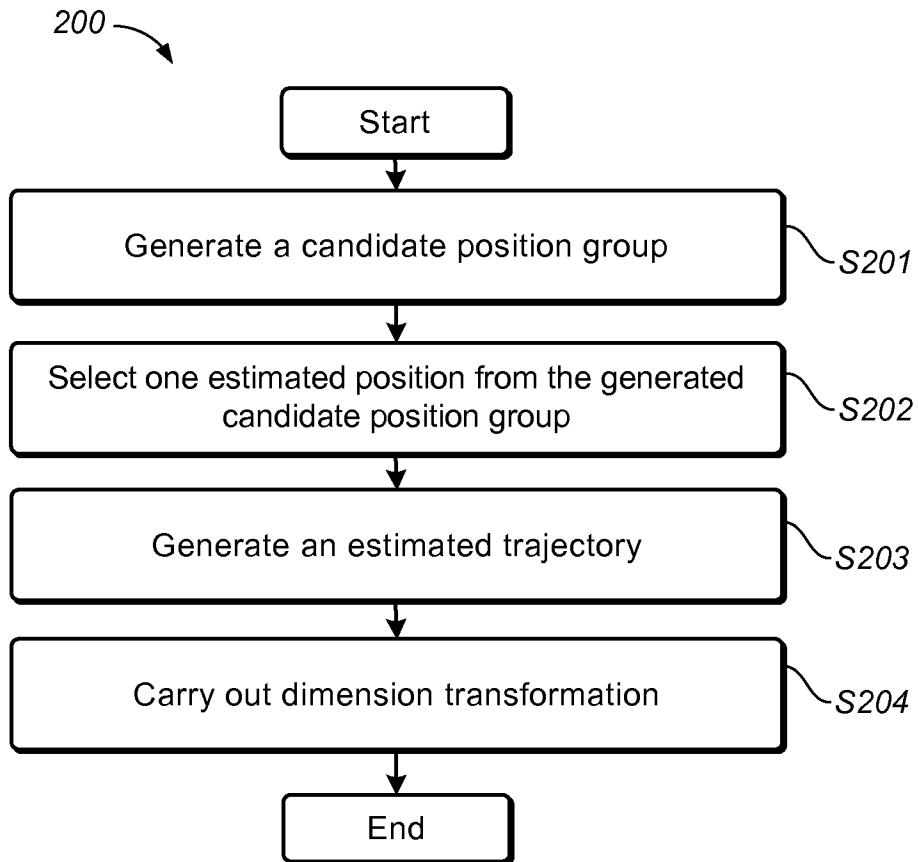 200
Start
Generate a candidate position group
S201
Select one estimated position from the generated
candidate position group
S202
Generate an estimated trajectory
S203
Carry out dimension transformation
S204
End